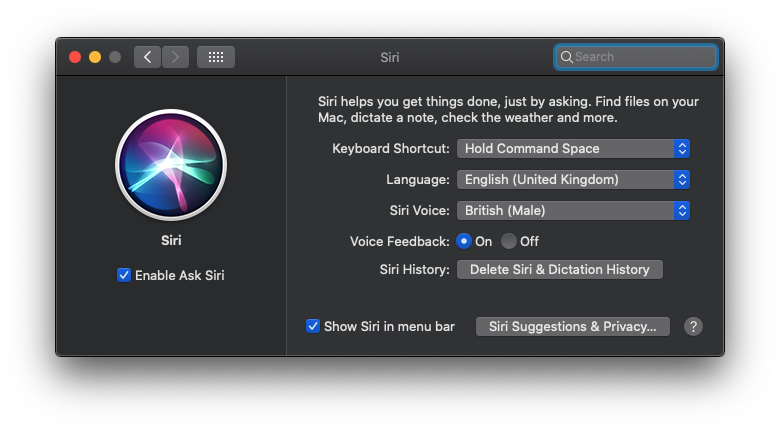 Siri
Search
Siri helps you get things done, just by asking. Find files on your
Mac, dictate a note, check the weather and more.
Keyboard Shortcut: Hold Command Space
Language: English (United Kingdom)
Siri Voice: British (Male)
Siri
Voice Feedback: On Off
Enable Ask Siri
Siri History: Delete Siri & Dictation History
Show Siri in menu bar Siri Suggestions & Privacy... ?